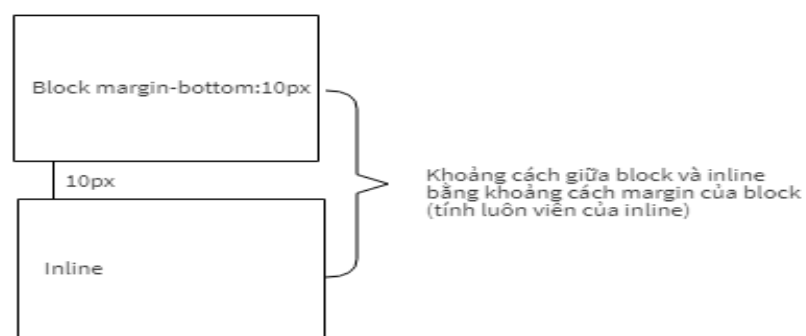 Block margin-bottom:10px
10px
Inline
Khoảng cách giữa block và inline
bằng khoảng cách margin của block
(tính luôn viên của inline)